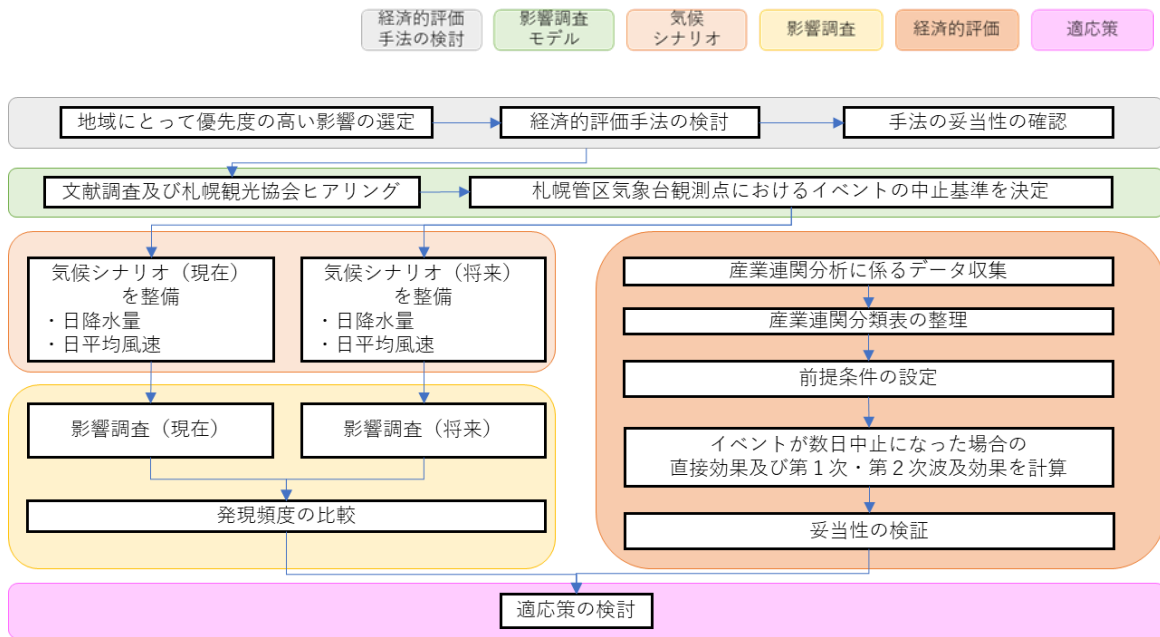 経済的評価
手法の検討
影響調査
モデル
気候
シナリオ
影響調査
経済的評価
適応策
地域にとって優先度の高い影響の選定
経済的評価手法の検討
手法の妥当性の確認
文献調査及び札幌観光協会ヒアリング
札幌管区気象台観測点におけるイベントの中止基準を決定
気候シナリオ（現在）
を整備
・日降水量
・日平均風速
気候シナリオ（将来）
を整備
・日降水量
・日平均風速
影響調査（現在）
影響調査（将来）
発現頻度の比較
産業連関分析に係るデータ収集
産業連関分類表の整理
前提条件の設定
イベントが数日中止になった場合の
直接効果及び第１次・第２次波及効果を計算
妥当性の検証
適応策の検討